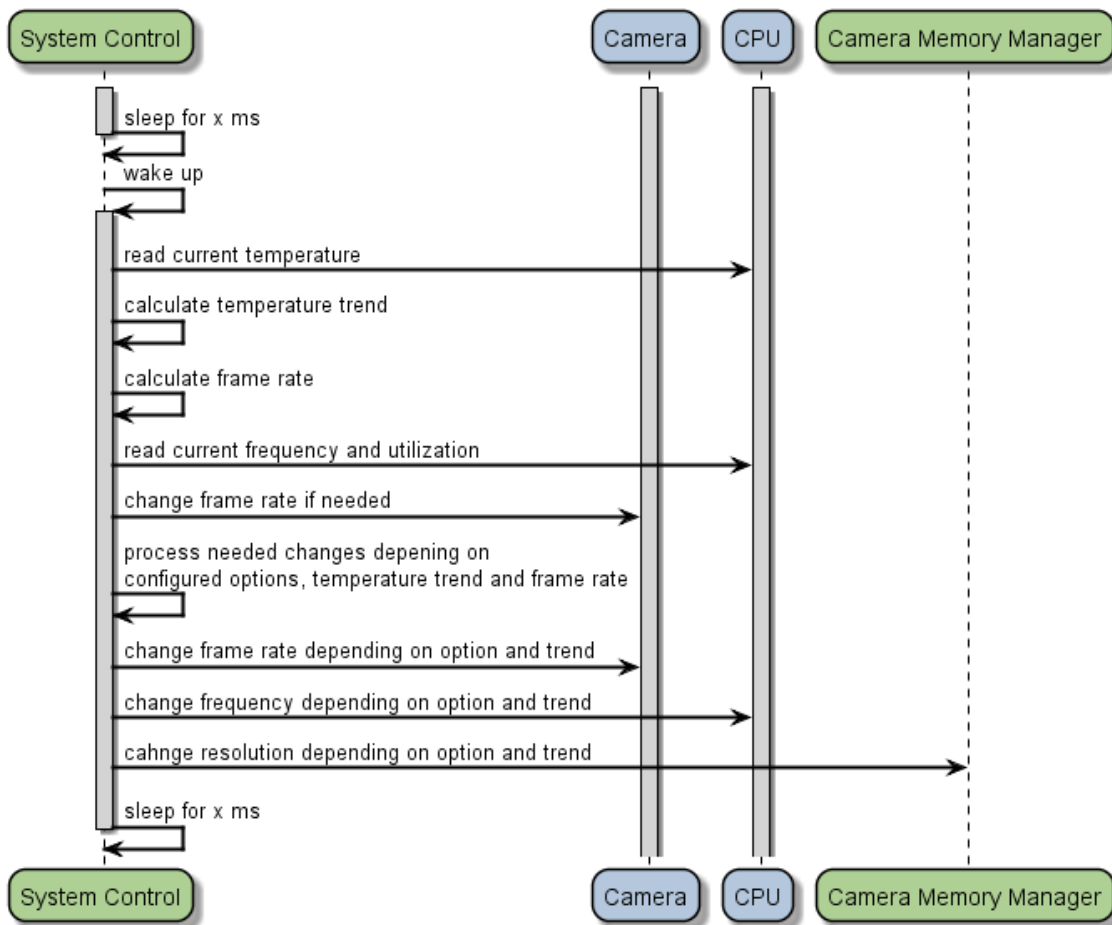 System Control
Camera
CPU
Camera Memory Manager
sleep for x ms
wake up
read current temperature
calculate temperature trend
calculate frame rate
read current frequency and utilization
change frame rate if needed
process needed changes depening on
configured options, temperature trend and frame rate
change frame rate depending on option and trend
change frequency depending on option and trend
cahnge resolution depending on option and trend
sleep for x ms
System Control
Camera
CPU
Camera Memory Manager